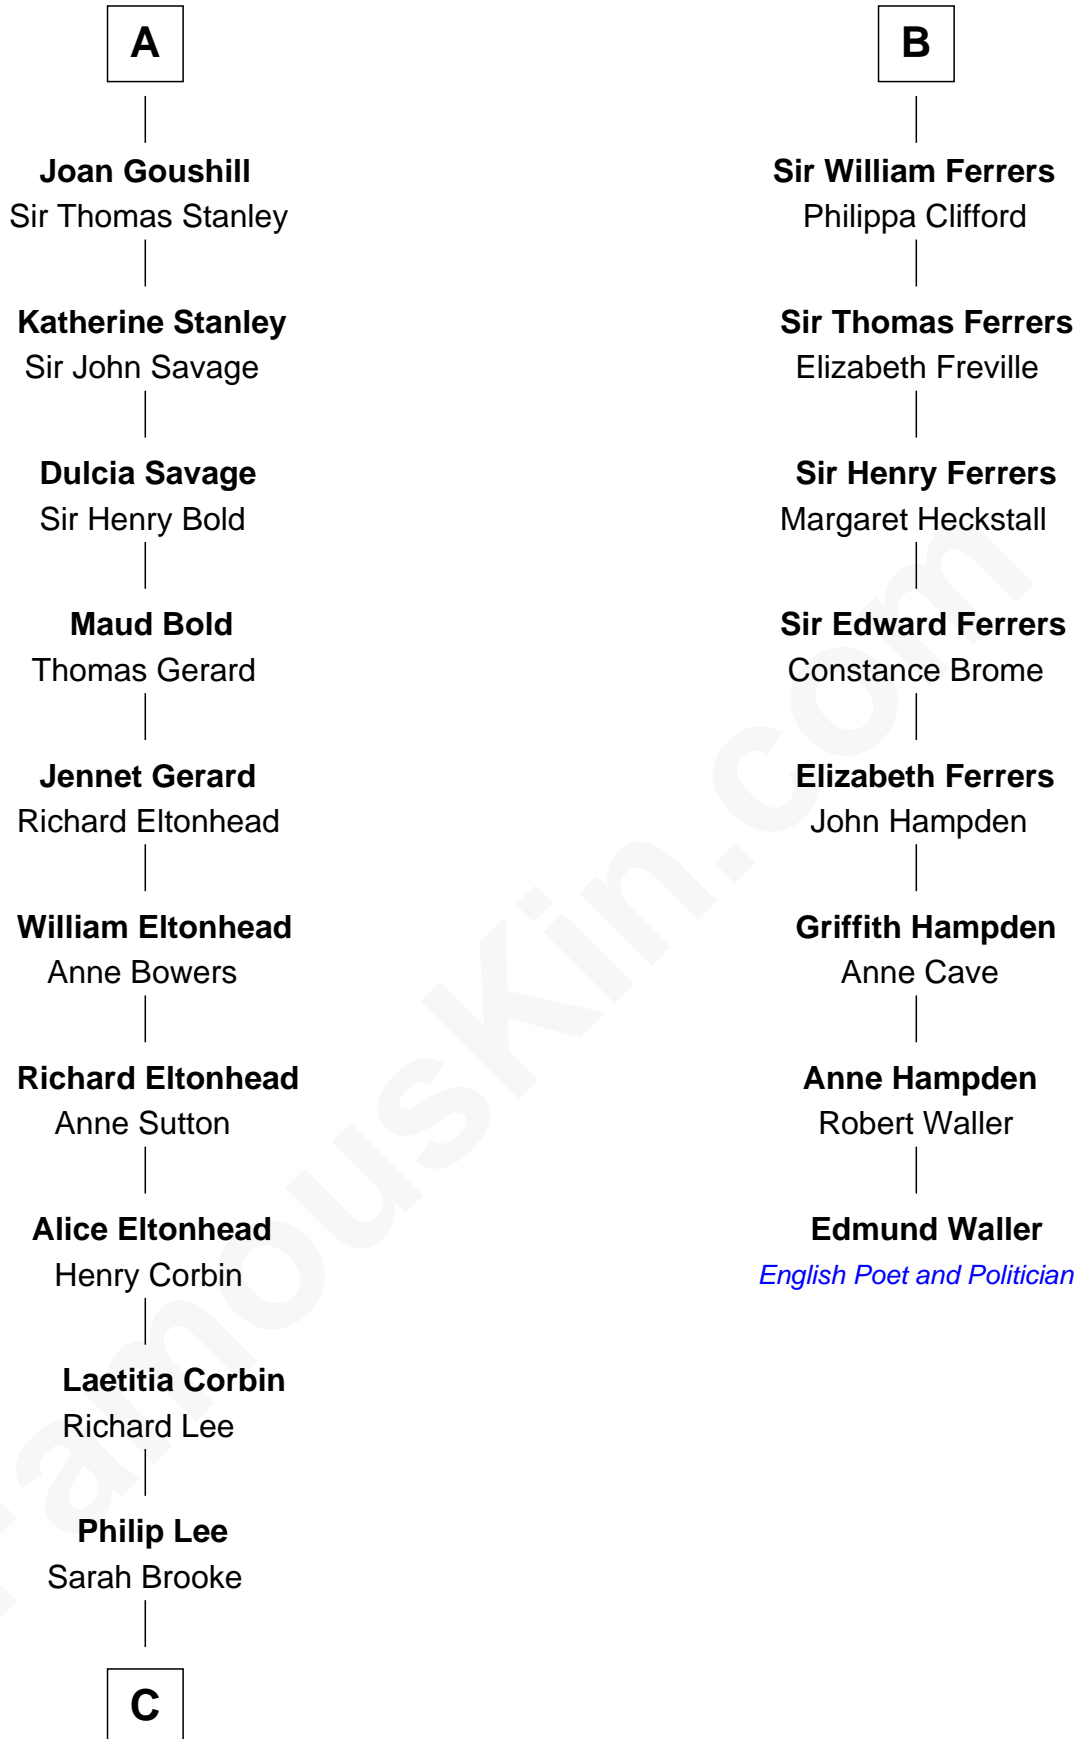 A
Joan Goushill
Sir Thomas Stanley
Katherine Stanley
Sir John Savage
Dulcia Savage
Sir Henry Bold
Maud Bold
Thomas Gerard
Jennet Gerard
Richard Eltonhead
William Eltonhead
Anne Bowers
Richard Eltonhead
Anne Sutton
Alice Eltonhead
Henry Corbin
Laetitia Corbin
Richard Lee
Philip Lee
Sarah Brooke
C
B
Sir William Ferrers
Philippa Clifford
Sir Thomas Ferrers
Elizabeth Freville
Sir Henry Ferrers
Margaret Heckstall
Sir Edward Ferrers
Constance Brome
Elizabeth Ferrers
John Hampden
Griffith Hampden
Anne Cave
Anne Hampden
Robert Waller
Edmund Waller
English Poet and Politician
FamousKin.com